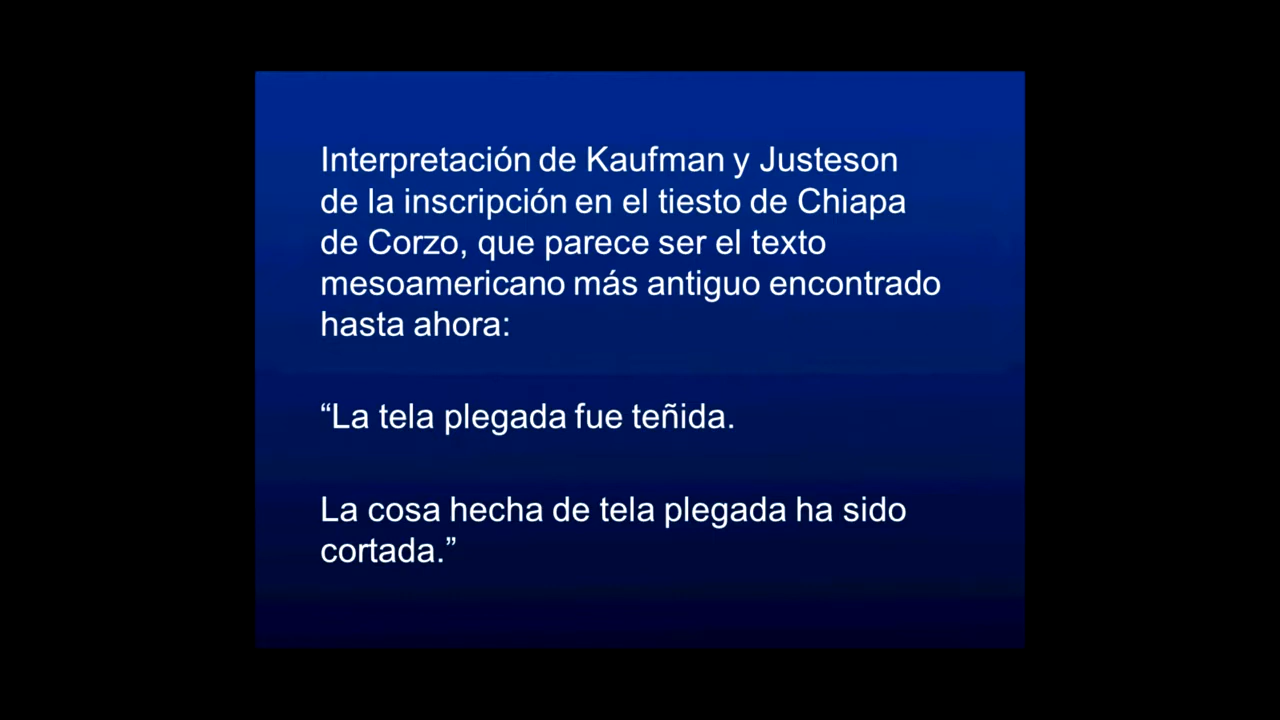 Interpretación de Kaufman y Justeson
de la inscripción en el tiesto de Chiapa
de Corzo, que parece ser el texto
mesoamericano más antiguo encontrado
hasta ahora:
“La tela plegada fue teñida.
La cosa hecha de tela plegada ha sido
cortada.”